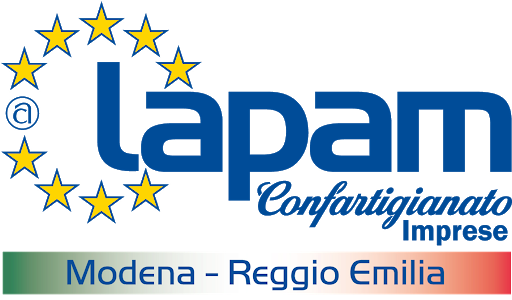 @
lapam
Confartigianato
Imprese
Modena - Reggio Emilia